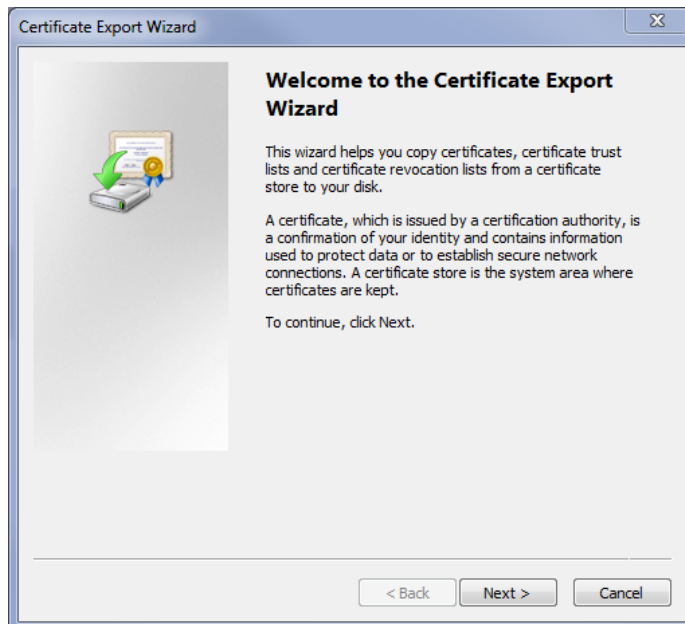 Certificate Export Wizard
Welcome to the Certificate Export
Wizard
This wizard helps you copy certificates, certificate trust
lists and certificate revocation lists from a certificate
store to your disk.
A certificate, which is issued by a certification authority, is
a confirmation of your identity and contains information
used to protect data or to establish secure network
connections. A certificate store is the system area where
certificates are kept.
To continue, click Next.
< Back Next > Cancel